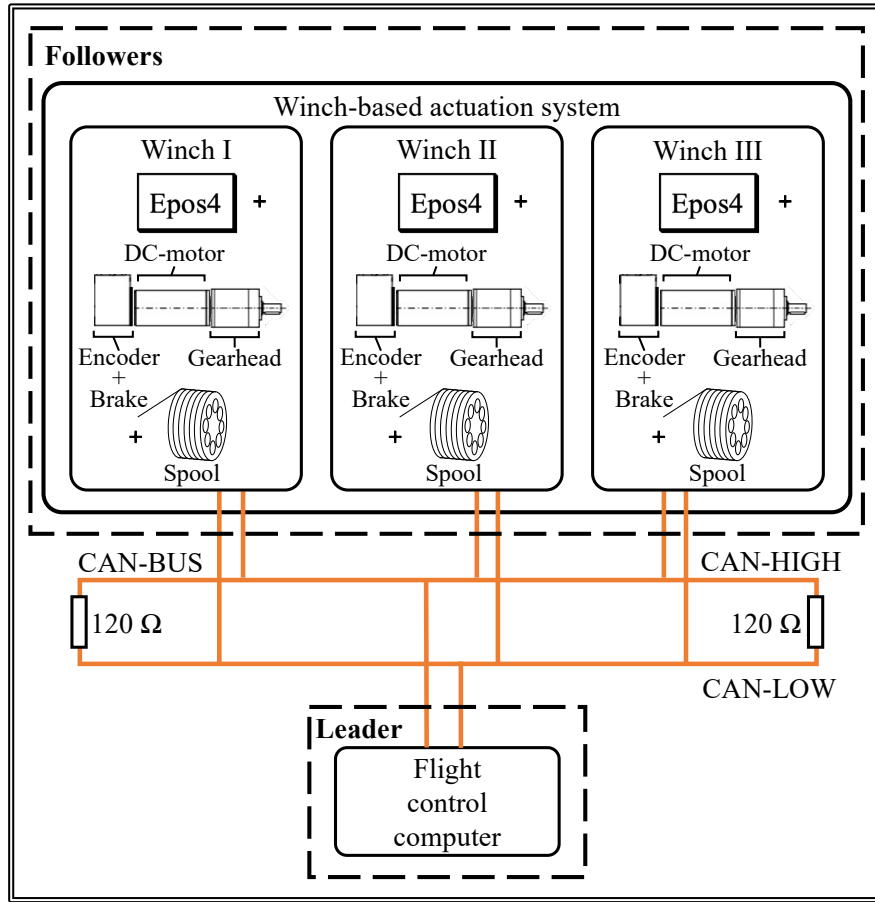 Followers
Winch-based actuation system
Winch I
Epos4
+
DC-motor
Encoder
+
Brake
Gearhead
+
Spool
Winch II
Epos4
+
DC-motor
Encoder
+
Brake
Gearhead
+
Spool
Winch III
Epos4
+
DC-motor
Encoder
+
Brake
Gearhead
+
Spool
CAN-BUS
CAN-HIGH
120 Ω
120 Ω
CAN-LOW
Leader
Flight
control
computer